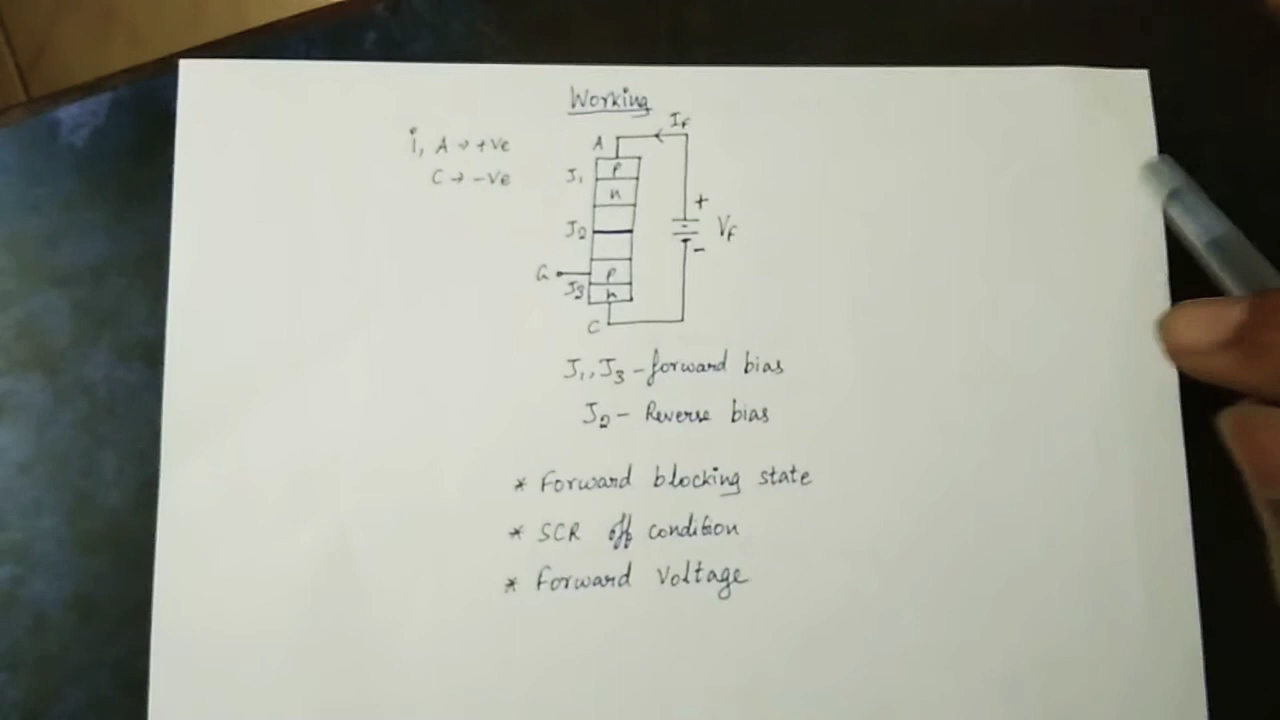 Working
i, A → +ve
C → -ve
A
If
J1
p
n
+
J2
VF
-
G
p
J3
n
C
J1, J3 - forward bias
J2 - Reverse bias
* Forward blocking state
* SCR off condition
* Forward Voltage